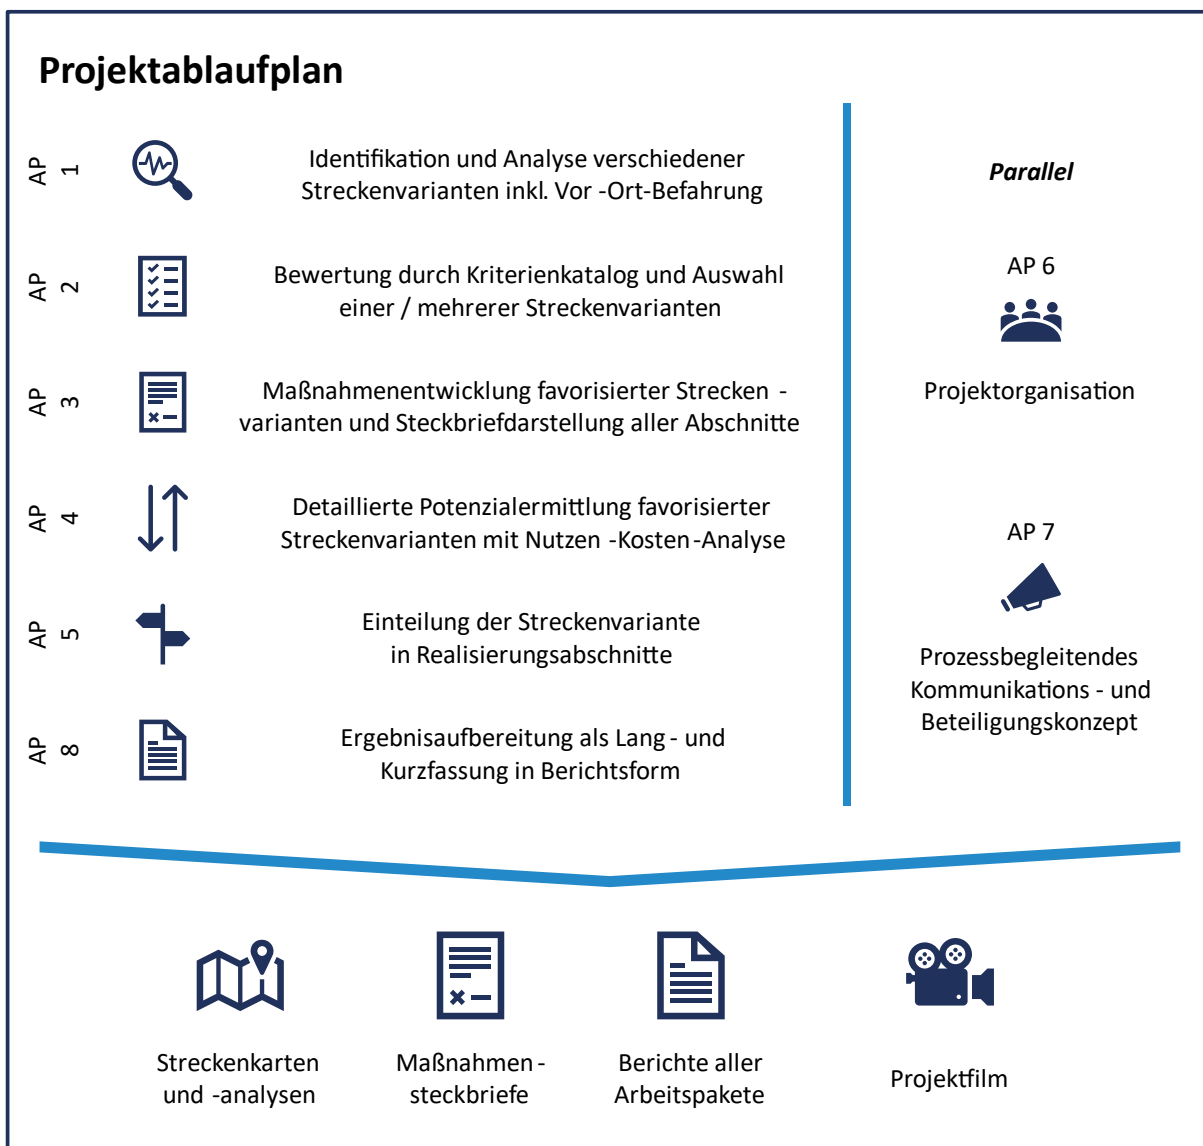 Projektablaufplan
AP 1
Identifikation und Analyse verschiedener
Streckenvarianten inkl. Vor -Ort-Befahrung
AP 2
Bewertung durch Kriterienkatalog und Auswahl
einer / mehrerer Streckenvarianten
AP 3
Maßnahmenentwicklung favorisierter Strecken -
varianten und Steckbriefdarstellung aller Abschnitte
AP 4
Detaillierte Potenzialermittlung favorisierter
Streckenvarianten mit Nutzen -Kosten-Analyse
AP 5
Einteilung der Streckenvariante
in Realisierungsabschnitte
AP 8
Ergebnisaufbereitung als Lang - und
Kurzfassung in Berichtsform
Parallel
AP 6
Projektorganisation
AP 7
Prozessbegleitendes
Kommunikations - und
Beteiligungskonzept
Streckenkarten
und -analysen
Maßnahmen -
steckbriefe
Berichte aller
Arbeitspakete
Projektfilm